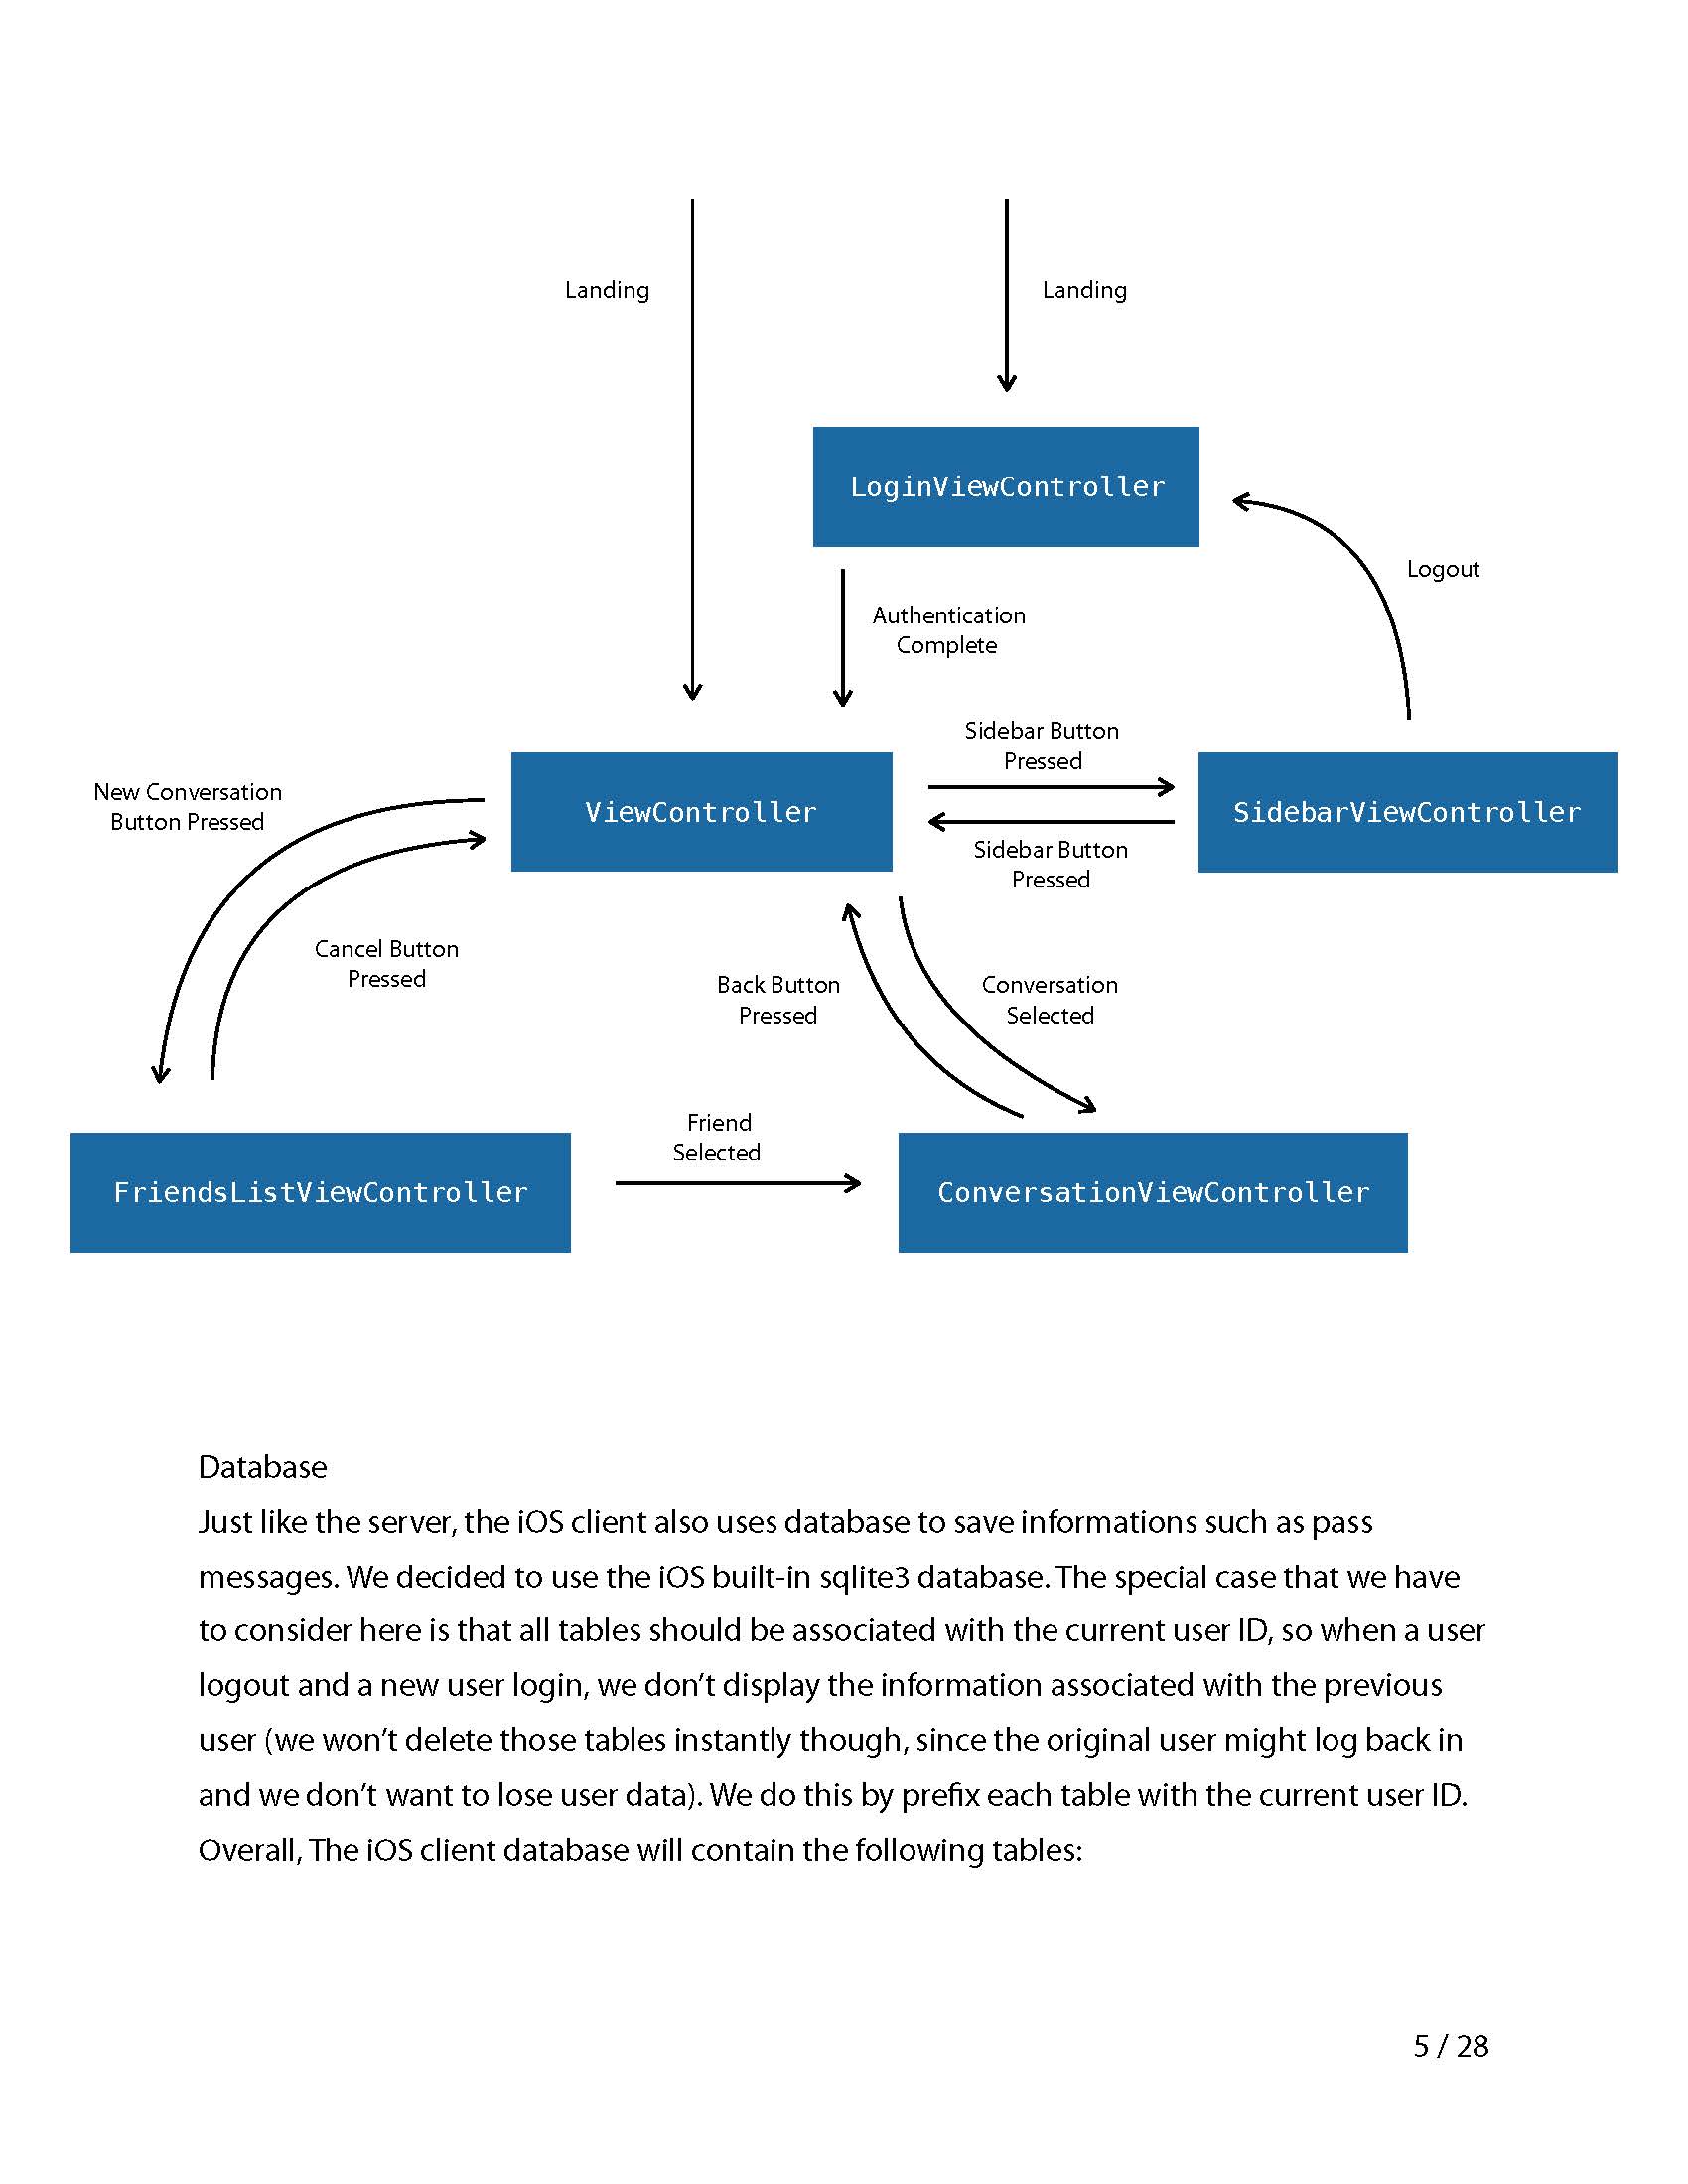 Landing
Landing
LoginViewController
Logout
Authentication
Complete
Sidebar Button
Pressed
New Conversation
Button Pressed
ViewController
SidebarViewController
Sidebar Button
Pressed
Cancel Button
Pressed
Back Button
Pressed
Conversation
Selected
Friend
Selected
FriendsListViewController
ConversationViewController
Database
Just like the server, the iOS client also uses database to save informations such as pass
messages. We decided to use the iOS built-in sqlite3 database. The special case that we have
to consider here is that all tables should be associated with the current user ID, so when a user
logout and a new user login, we don’t display the information associated with the previous
user (we won’t delete those tables instantly though, since the original user might log back in
and we don’t want to lose user data). We do this by prefix each table with the current user ID.
Overall, The iOS client database will contain the following tables:
5 / 28